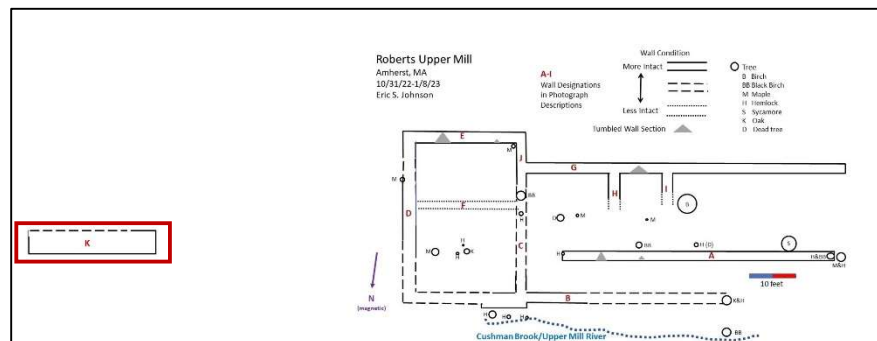 Roberts Upper Mill
Amherst, MA
10/31/22-1/8/23
Eric S. Johnson
A-I
Wall Designations
in Photograph
Descriptions
Wall Condition
More Intact
Less Intact
Tumbled Wall Section
Tree
B Birch
BB Black Birch
M Maple
H Hemlock
S Sycamore
K Oak
D Dead tree
E
J
M
G
M
BB
H
I
F
D
H
D
M
M
K
C
H
M
K
H
BB
H (D)
S
H
A
H&BB
M&H
N
(magnetic)
10 feet
B
K&H
H
H
H
BB
Cushman Brook/Upper Mill River